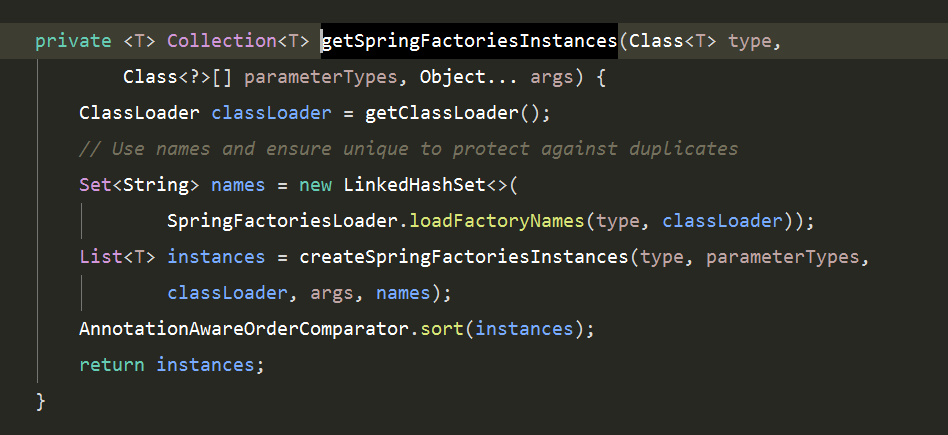 private <T> Collection<T> getSpringFactoriesInstances(Class<T> type,
        Class<?>[] parameterTypes, Object... args) {
    ClassLoader classLoader = getClassLoader();
    // Use names and ensure unique to protect against duplicates
    Set<String> names = new LinkedHashSet<>(
            SpringFactoriesLoader.loadFactoryNames(type, classLoader));
    List<T> instances = createSpringFactoriesInstances(type, parameterTypes,
            classLoader, args, names);
    AnnotationAwareOrderComparator.sort(instances);
    return instances;
}